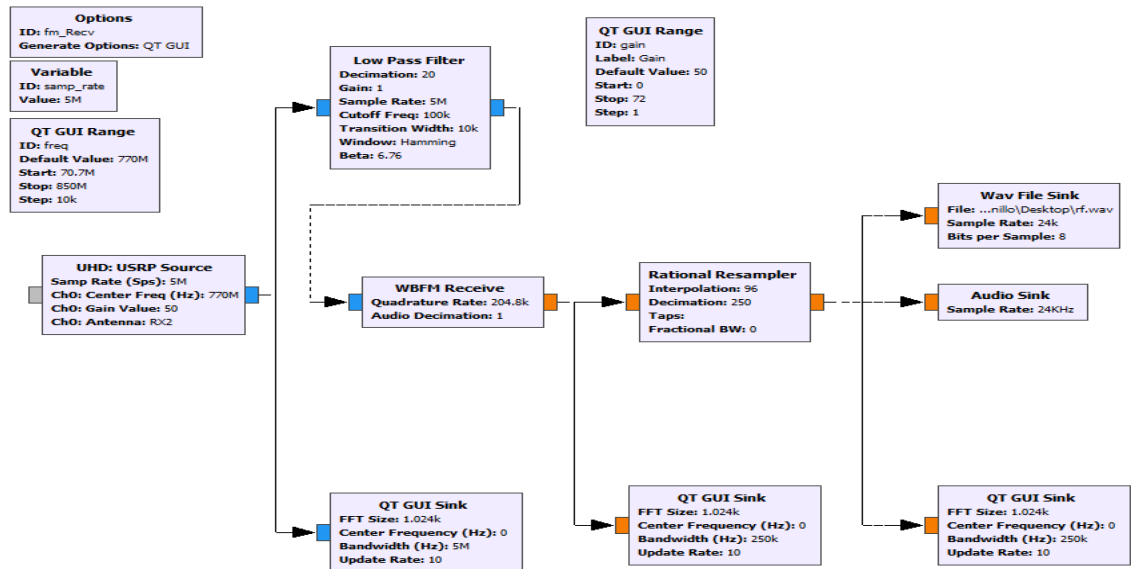 Options
ID: fm_Recv
Generate Options: QT GUI
Variable
ID: samp_rate
Value: 5M
QT GUI Range
ID: freq
Default Value: 770M
Start: 70.7M
Stop: 850M
Step: 10k
Low Pass Filter
Decimation: 20
Gain: 1
Sample Rate: 5M
Cutoff Freq: 100k
Transition Width: 10k
Window: Hamming
Beta: 6.76
QT GUI Range
ID: gain
Label: Gain
Default Value: 50
Start: 0
Stop: 72
Step: 1
UHD: USRP Source
Samp Rate (Sps): 5M
Ch0: Center Freq (Hz): 770M
Ch0: Gain Value: 50
Ch0: Antenna: RX2
WBFM Receive
Quadrature Rate: 204.8k
Audio Decimation: 1
Rational Resampler
Interpolation: 96
Decimation: 250
Taps:
Fractional BW: 0
Wav File Sink
File: ...nillo\Desktop\rf.wav
Sample Rate: 24k
Bits per Sample: 8
Audio Sink
Sample Rate: 24KHz
QT GUI Sink
FFT Size: 1.024k
Center Frequency (Hz): 0
Bandwidth (Hz): 5M
Update Rate: 10
QT GUI Sink
FFT Size: 1.024k
Center Frequency (Hz): 0
Bandwidth (Hz): 250k
Update Rate: 10
QT GUI Sink
FFT Size: 1.024k
Center Frequency (Hz): 0
Bandwidth (Hz): 250k
Update Rate: 10